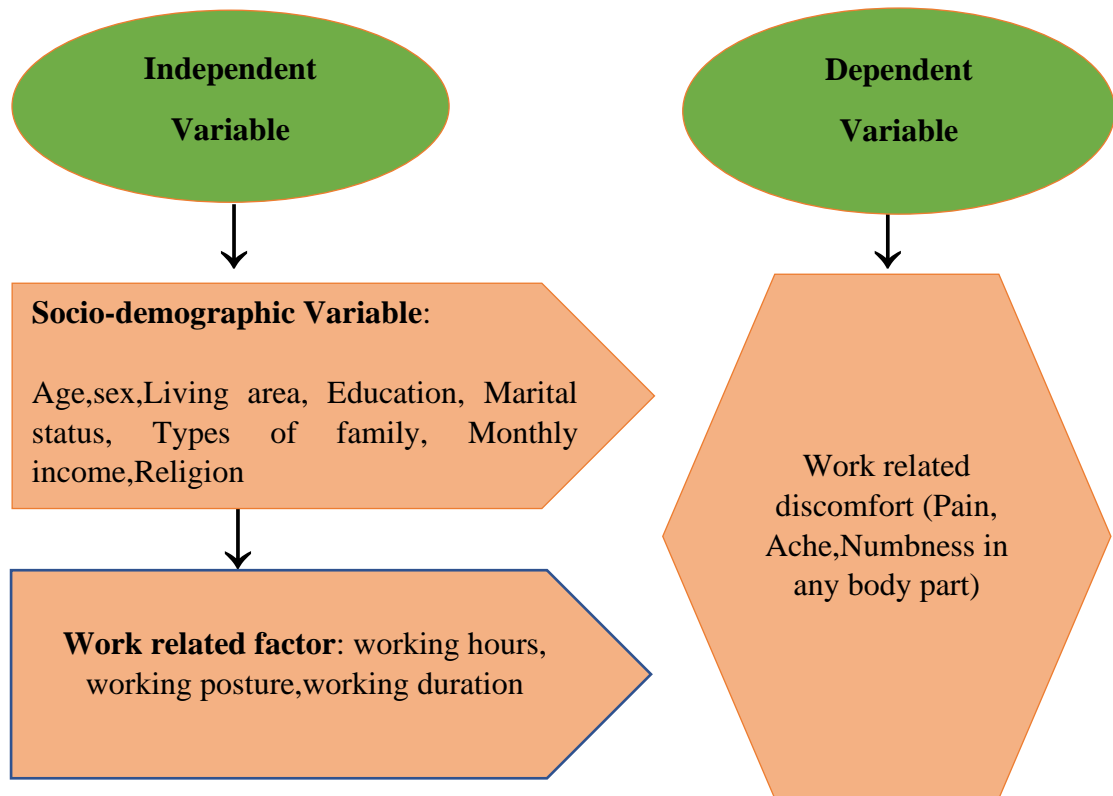 Independent
Variable
Dependent
Variable
Socio-demographic Variable:
Age,sex,Living area, Education, Marital
status, Types of family, Monthly
income,Religion
Work related factor: working hours,
working posture,working duration
Work related
discomfort (Pain,
Ache,Numbness in
any body part)